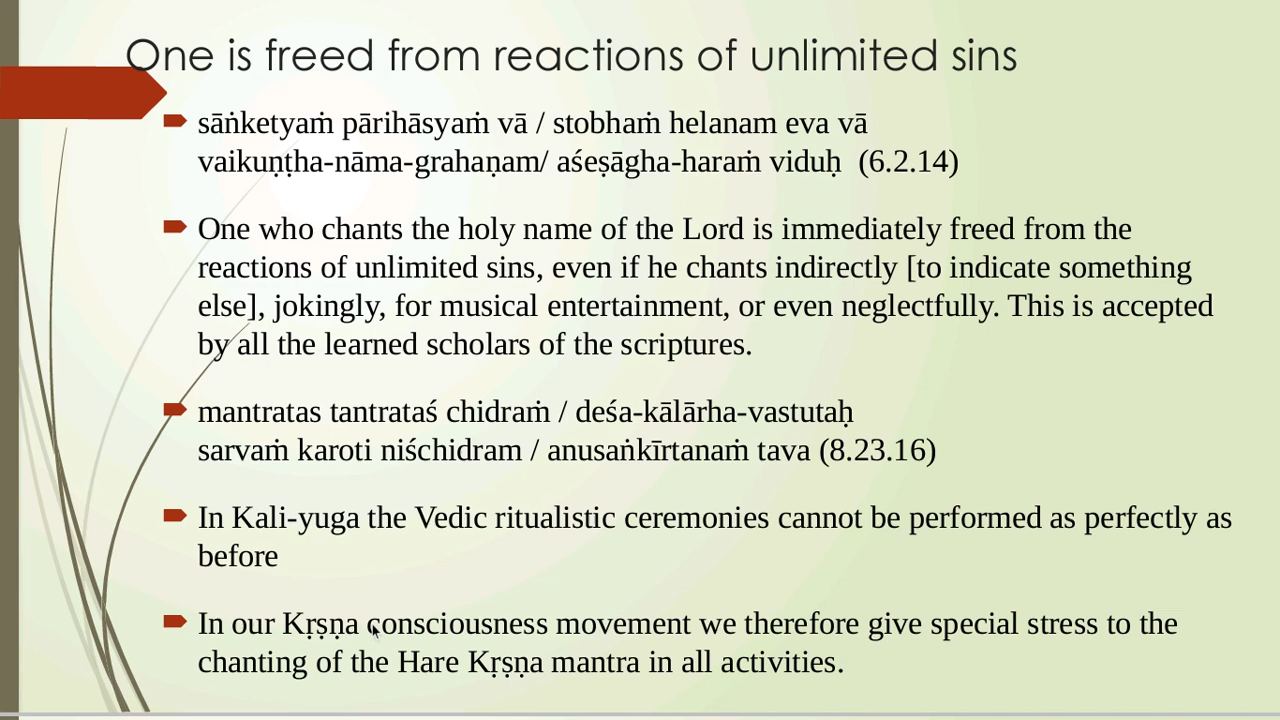 One is freed from reactions of unlimited sins
sāṅketyaṁ pārihāsyaṁ vā / stobhaṁ helanam eva vā
vaikuṇṭha-nāma-grahaṇam/ aśeṣāgha-haraṁ viduḥ (6.2.14)
One who chants the holy name of the Lord is immediately freed from the
reactions of unlimited sins, even if he chants indirectly [to indicate something
else], jokingly, for musical entertainment, or even neglectfully. This is accepted
by all the learned scholars of the scriptures.
mantratas tantrataś chidraṁ / deśa-kālārha-vastutaḥ
sarvaṁ karoti niśchidram / anusaṅkīrtanaṁ tava (8.23.16)
In Kali-yuga the Vedic ritualistic ceremonies cannot be performed as perfectly as
before
In our Kṛṣṇa consciousness movement we therefore give special stress to the
chanting of the Hare Kṛṣṇa mantra in all activities.